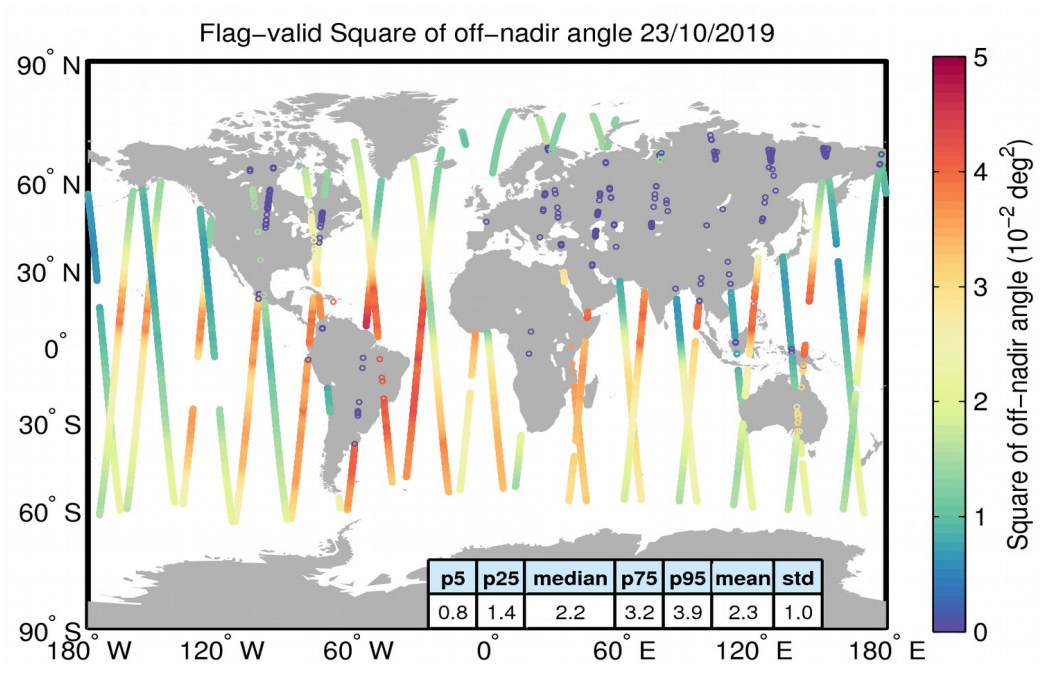 Flag−valid Square of off−nadir angle 23/10/2019
90° N
60° N
30° N
0°
30° S
60° S
90° S
180° W
120° W
60° W
0°
60° E
120° E
180° E
p5 p25 median p75 p95 mean std
0.8 1.4 2.2 3.2 3.9 2.3 1.0
5
4
3
2
1
0
Square of off−nadir angle (10⁻² deg²)